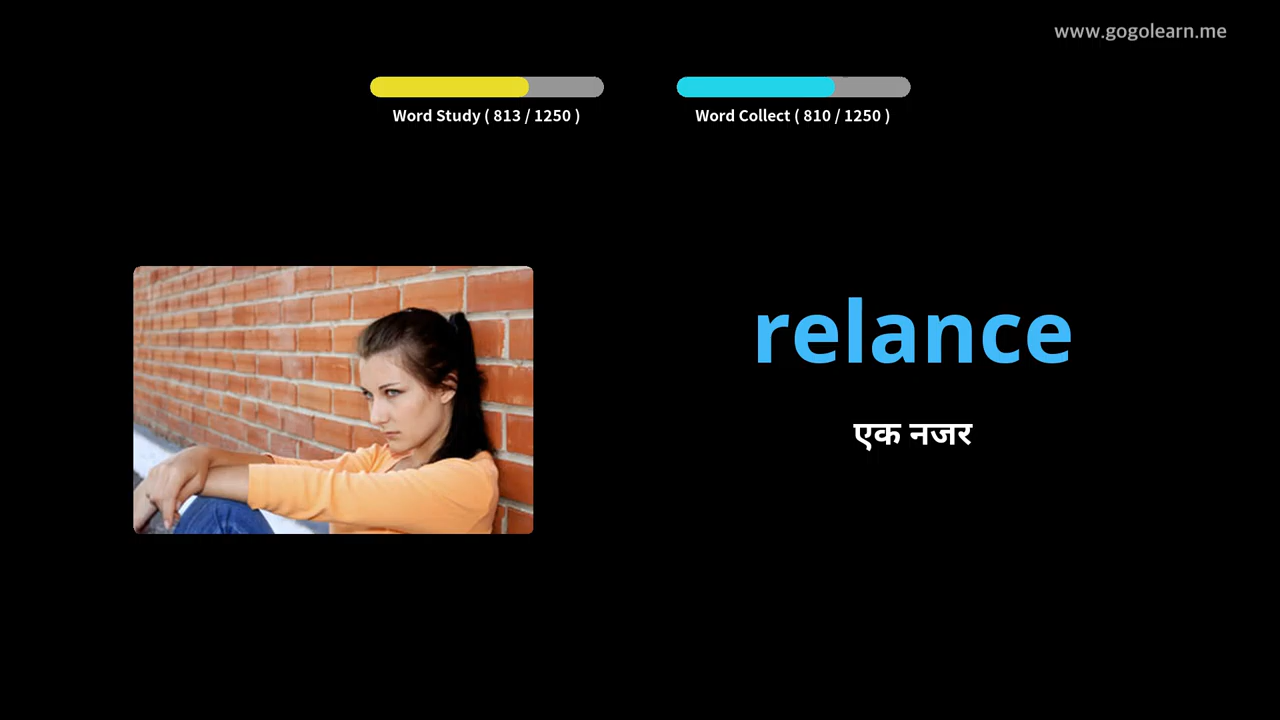 www.gogolearn.me
Word Study ( 813 / 1250 )
Word Collect ( 810 / 1250 )
relance
एक नजर